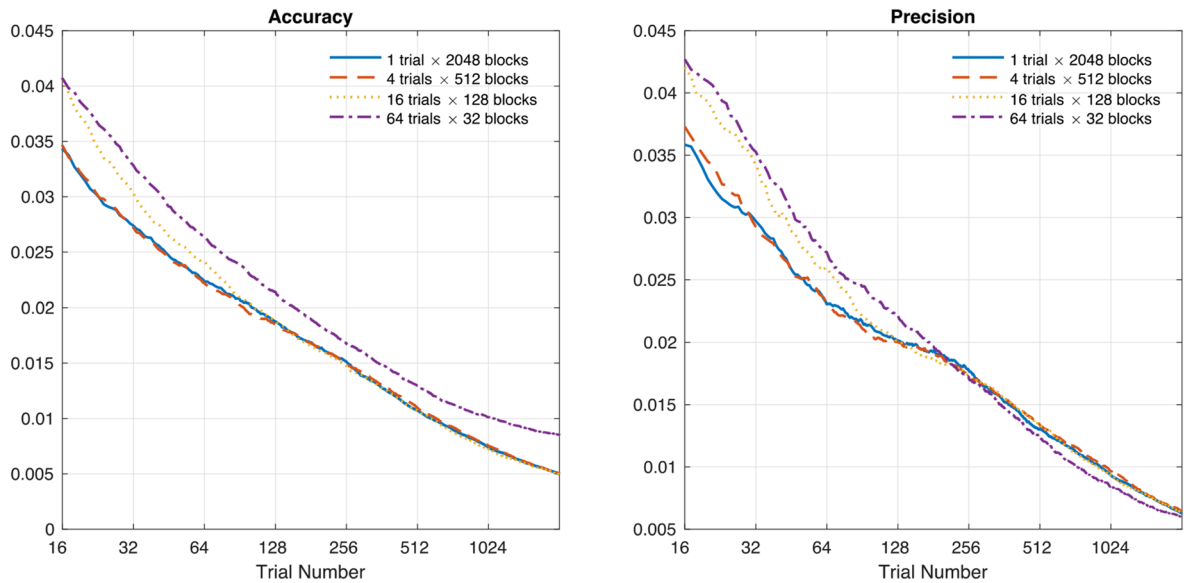 Accuracy
0.045
0.04
0.035
0.03
0.025
0.02
0.015
0.01
0.005
0
16
32
64
128
256
512
1024
Trial Number
1 trial × 2048 blocks
4 trials × 512 blocks
16 trials × 128 blocks
64 trials × 32 blocks
Precision
0.045
0.04
0.035
0.03
0.025
0.02
0.015
0.01
0.005
16
32
64
128
256
512
1024
Trial Number
1 trial × 2048 blocks
4 trials × 512 blocks
16 trials × 128 blocks
64 trials × 32 blocks